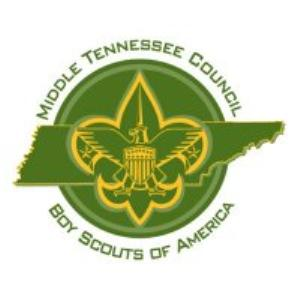 MIDDLE TENNESSEE COUNCIL
BOY SCOUTS OF AMERICA